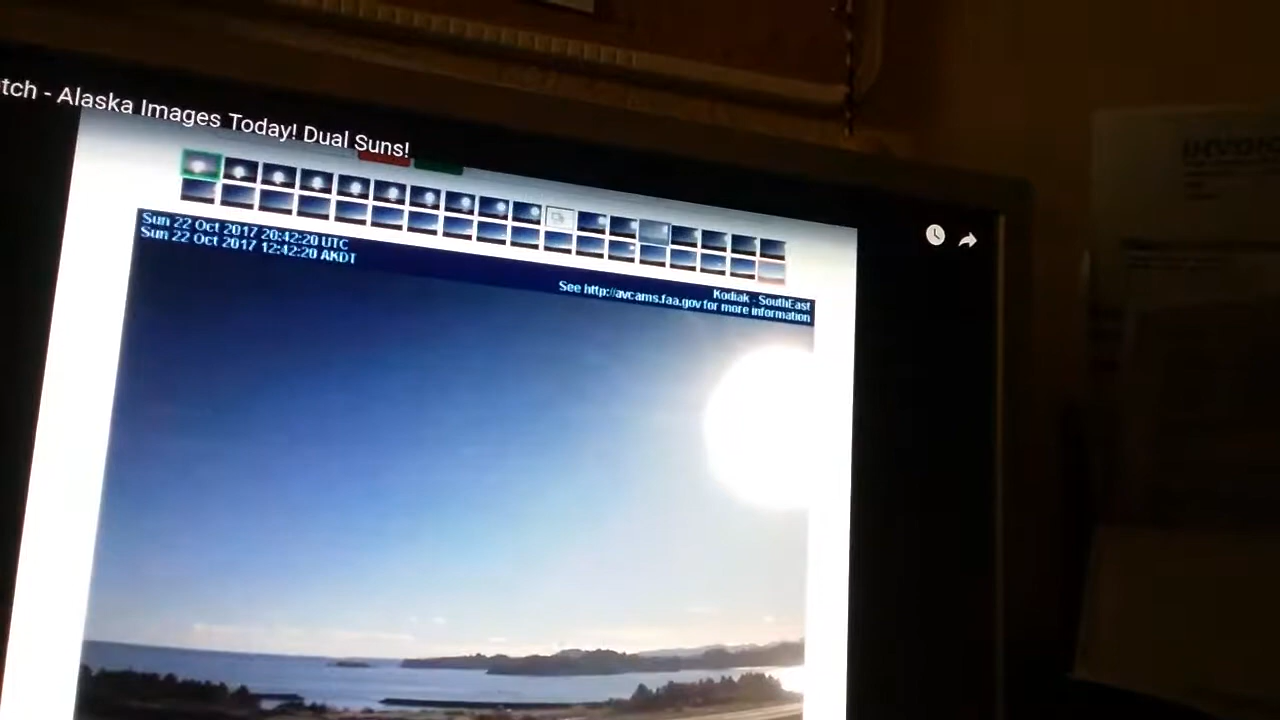 tch - Alaska Images Today! Dual Suns!
Sun 22 Oct 2017 20:42:20 UTC
Sun 22 Oct 2017 12:42:20 AKDT
Kodiak - SouthEast
See http://avcams.faa.gov for more information